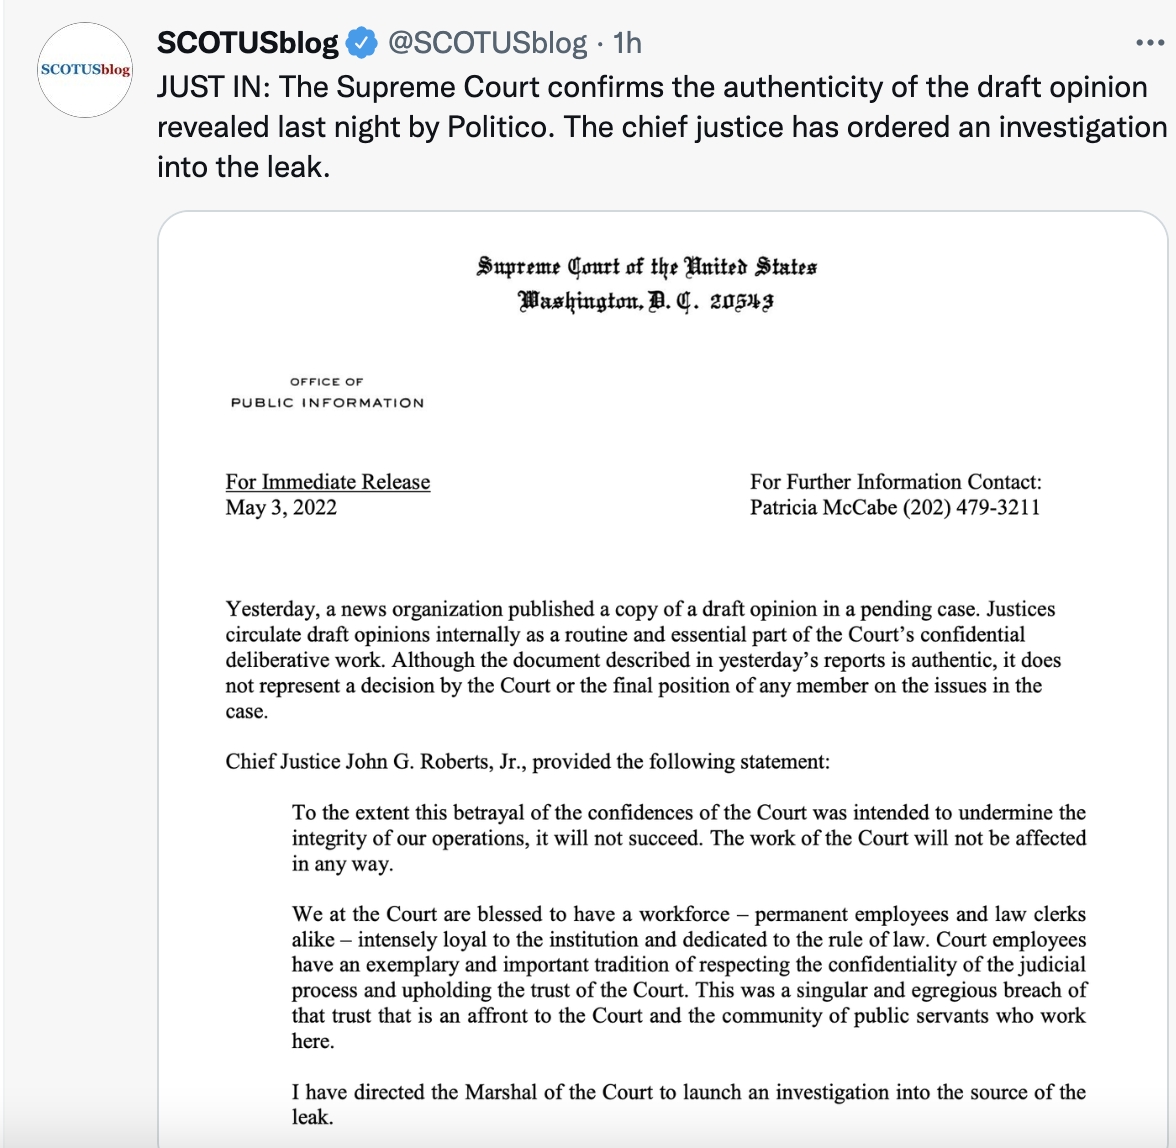 SCOTUSblog
SCOTUSblog @SCOTUSblog · 1h
JUST IN: The Supreme Court confirms the authenticity of the draft opinion
revealed last night by Politico. The chief justice has ordered an investigation
into the leak.
Supreme Court of the United States
Washington, D. C. 20543
OFFICE OF
PUBLIC INFORMATION
For Immediate Release
May 3, 2022
For Further Information Contact:
Patricia McCabe (202) 479-3211
Yesterday, a news organization published a copy of a draft opinion in a pending case. Justices
circulate draft opinions internally as a routine and essential part of the Court’s confidential
deliberative work. Although the document described in yesterday’s reports is authentic, it does
not represent a decision by the Court or the final position of any member on the issues in the
case.
Chief Justice John G. Roberts, Jr., provided the following statement:
To the extent this betrayal of the confidences of the Court was intended to undermine the
integrity of our operations, it will not succeed. The work of the Court will not be affected
in any way.
We at the Court are blessed to have a workforce – permanent employees and law clerks
alike – intensely loyal to the institution and dedicated to the rule of law. Court employees
have an exemplary and important tradition of respecting the confidentiality of the judicial
process and upholding the trust of the Court. This was a singular and egregious breach of
that trust that is an affront to the Court and the community of public servants who work
here.
I have directed the Marshal of the Court to launch an investigation into the source of the
leak.